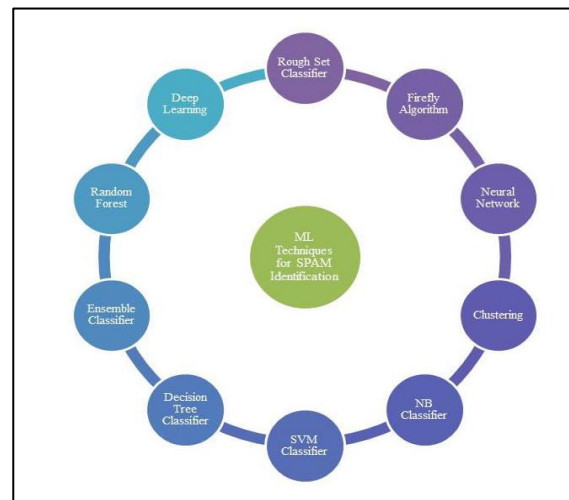 Rough Set
Classifier
Firefly
Algorithm
Neural
Network
Clustering
NB
Classifier
SVM
Classifier
Decision
Tree
Classifier
Ensemble
Classifier
Random
Forest
Deep
Learning
ML
Techniques
for SPAM
Identification